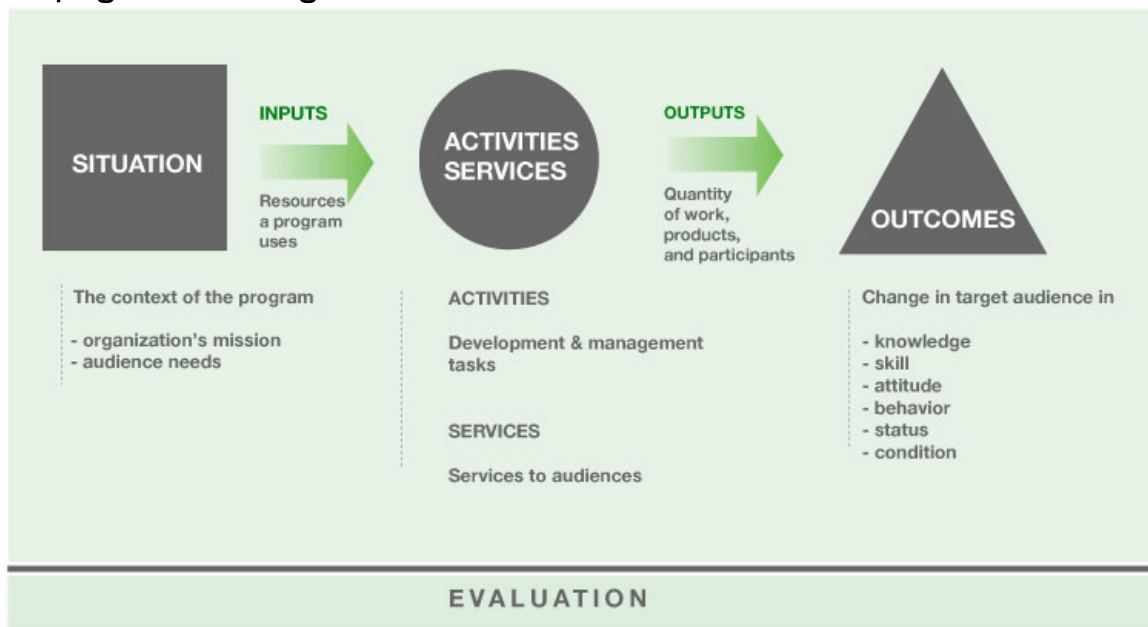 SITUATION
The context of the program
- organization's mission
- audience needs
INPUTS
Resources
a program
uses
ACTIVITIES
SERVICES
ACTIVITIES
Development & management
tasks
SERVICES
Services to audiences
OUTPUTS
Quantity
of work,
products,
and participants
OUTCOMES
Change in target audience in
- knowledge
- skill
- attitude
- behavior
- status
- condition
EVALUATION